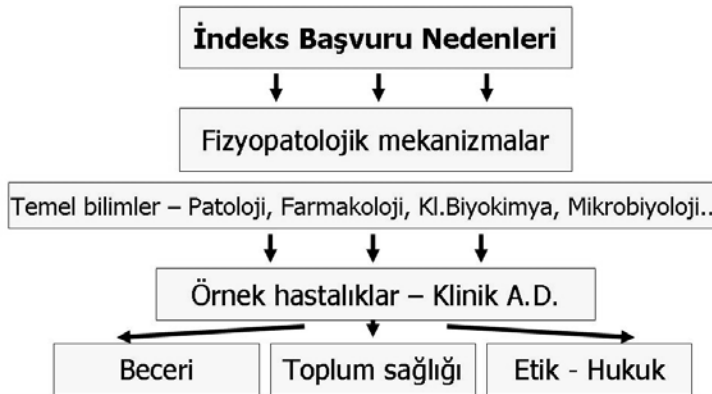 İndeks Başvuru Nedenleri
Fizyopatolojik mekanizmalar
Temel bilimler – Patoloji, Farmakoloji, Kl.Biyokimya, Mikrobiyoloji..
Örnek hastalıklar – Klinik A.D.
Beceri
Toplum sağlığı
Etik - Hukuk